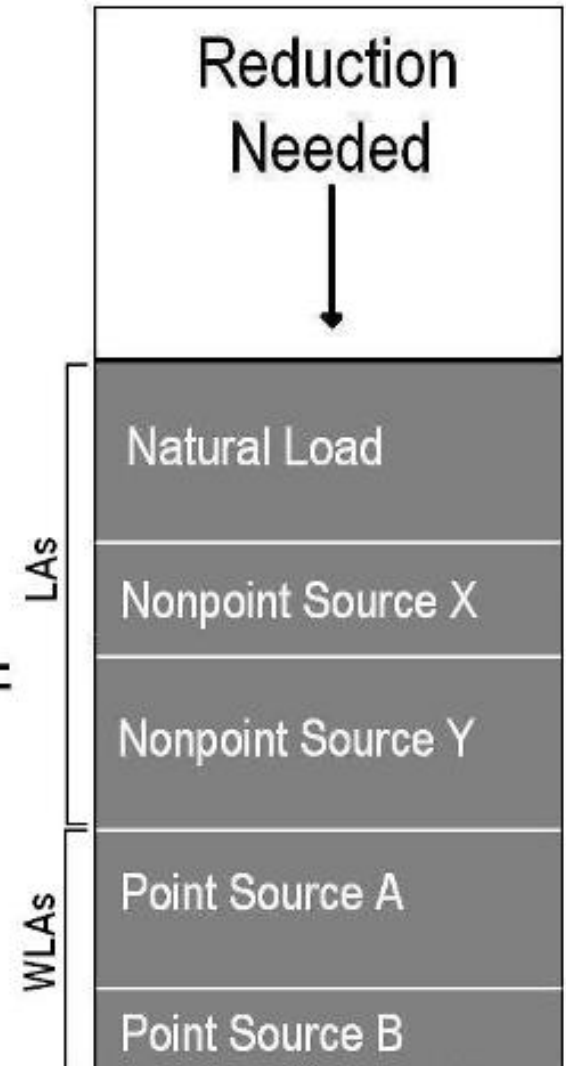 Reduction
Needed
LAs
Natural Load
Nonpoint Source X
Nonpoint Source Y
WLAs
Point Source A
Point Source B